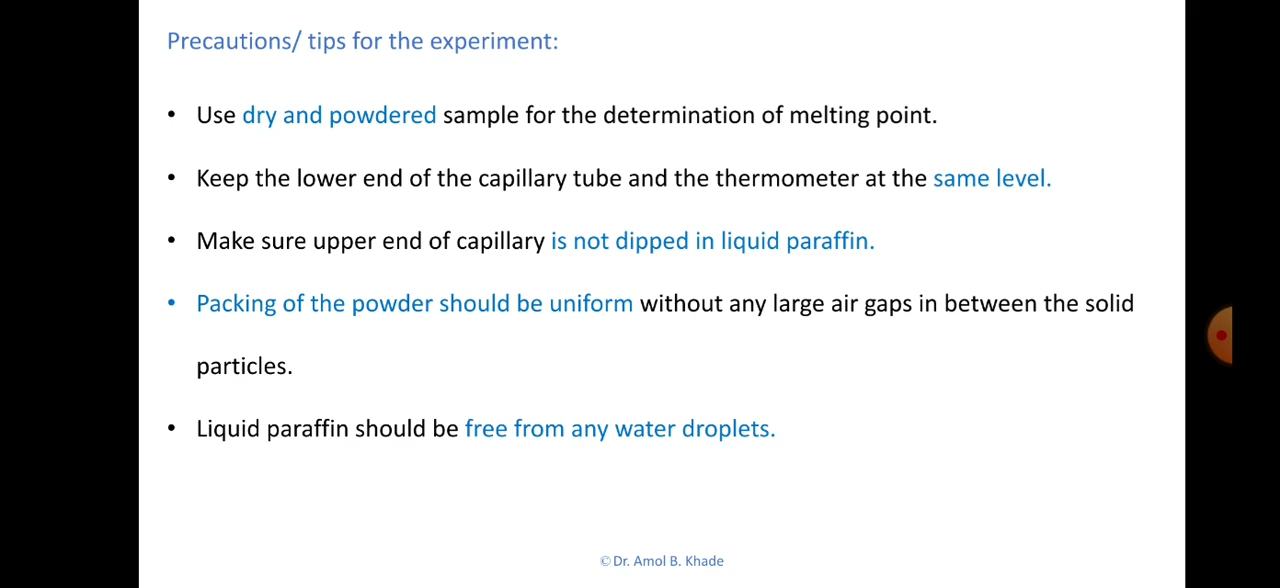 Precautions/ tips for the experiment:
• Use dry and powdered sample for the determination of melting point.
• Keep the lower end of the capillary tube and the thermometer at the same level.
• Make sure upper end of capillary is not dipped in liquid paraffin.
• Packing of the powder should be uniform without any large air gaps in between the solid
particles.
• Liquid paraffin should be free from any water droplets.
© Dr. Amol B. Khade